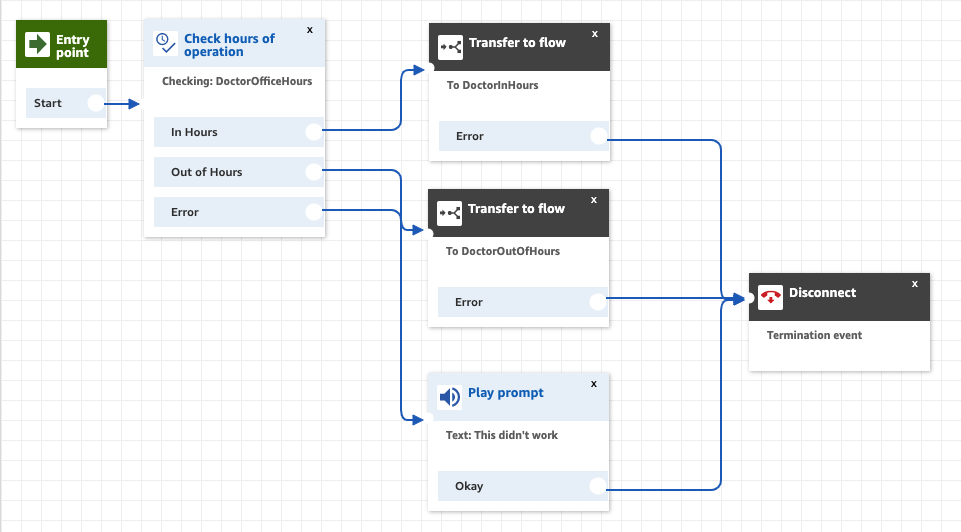 Entry
point
Start
Check hours of
operation
x
Checking: DoctorOfficeHours
In Hours
Out of Hours
Error
Transfer to flow
x
To DoctorInHours
Error
Transfer to flow
x
To DoctorOutOfHours
Error
Play prompt
x
Text: This didn't work
Okay
Disconnect
x
Termination event